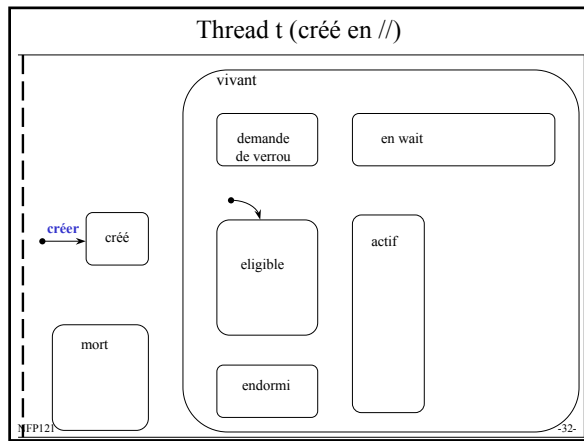 Thread t (créé en //)
vivant
demande
de verrou
en wait
créer
créé
eligible
actif
mort
endormi
NFP121
-32-